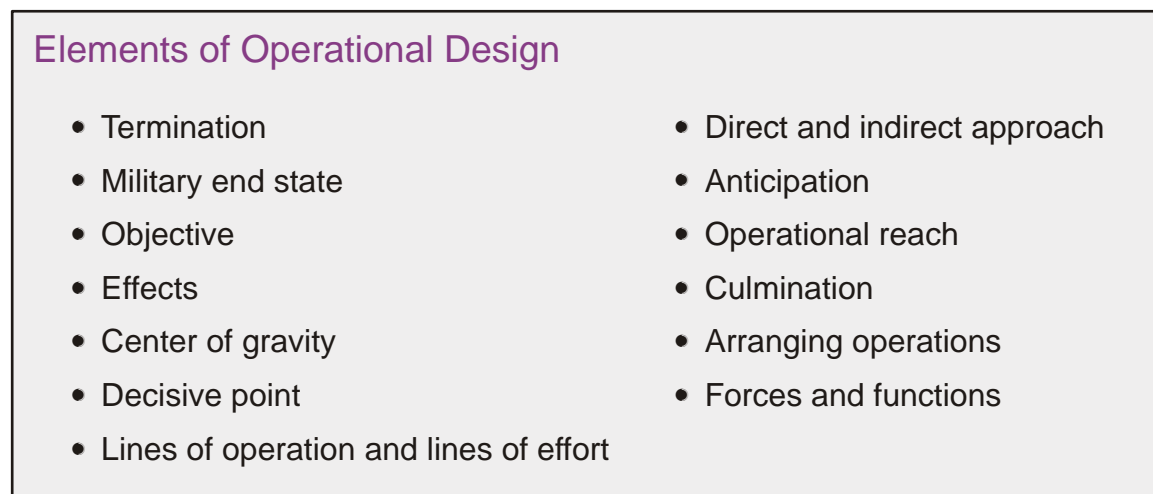 Elements of Operational Design
• Termination
• Military end state
• Objective
• Effects
• Center of gravity
• Decisive point
• Lines of operation and lines of effort
• Direct and indirect approach
• Anticipation
• Operational reach
• Culmination
• Arranging operations
• Forces and functions